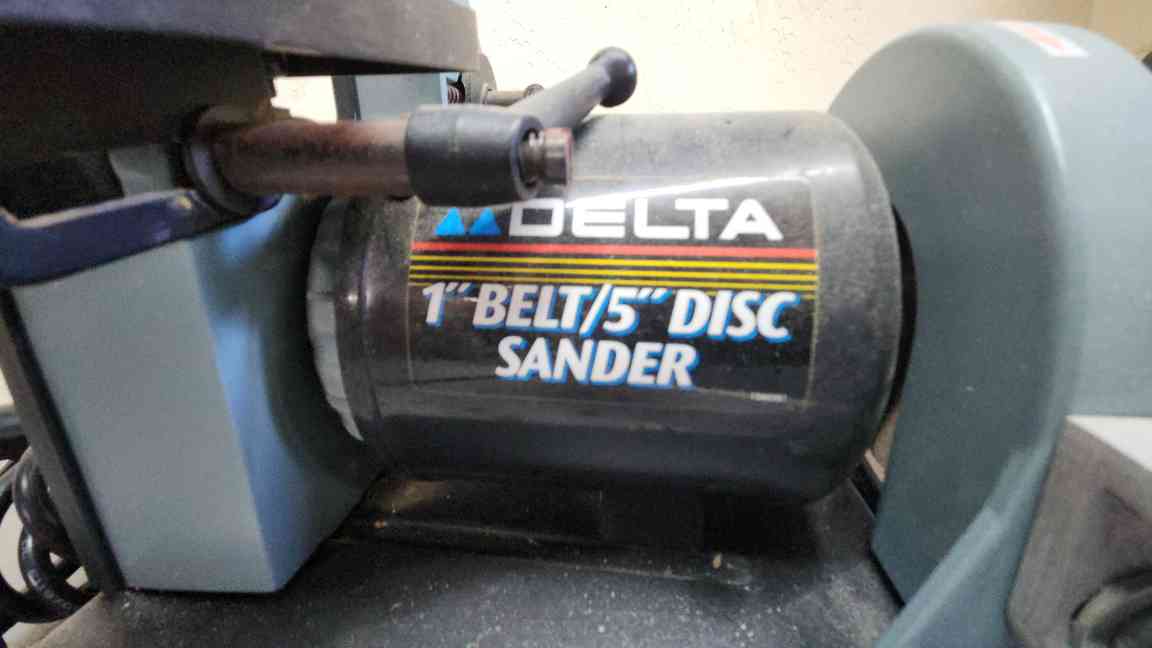 DELTA
1" BELT/5" DISC
SANDER